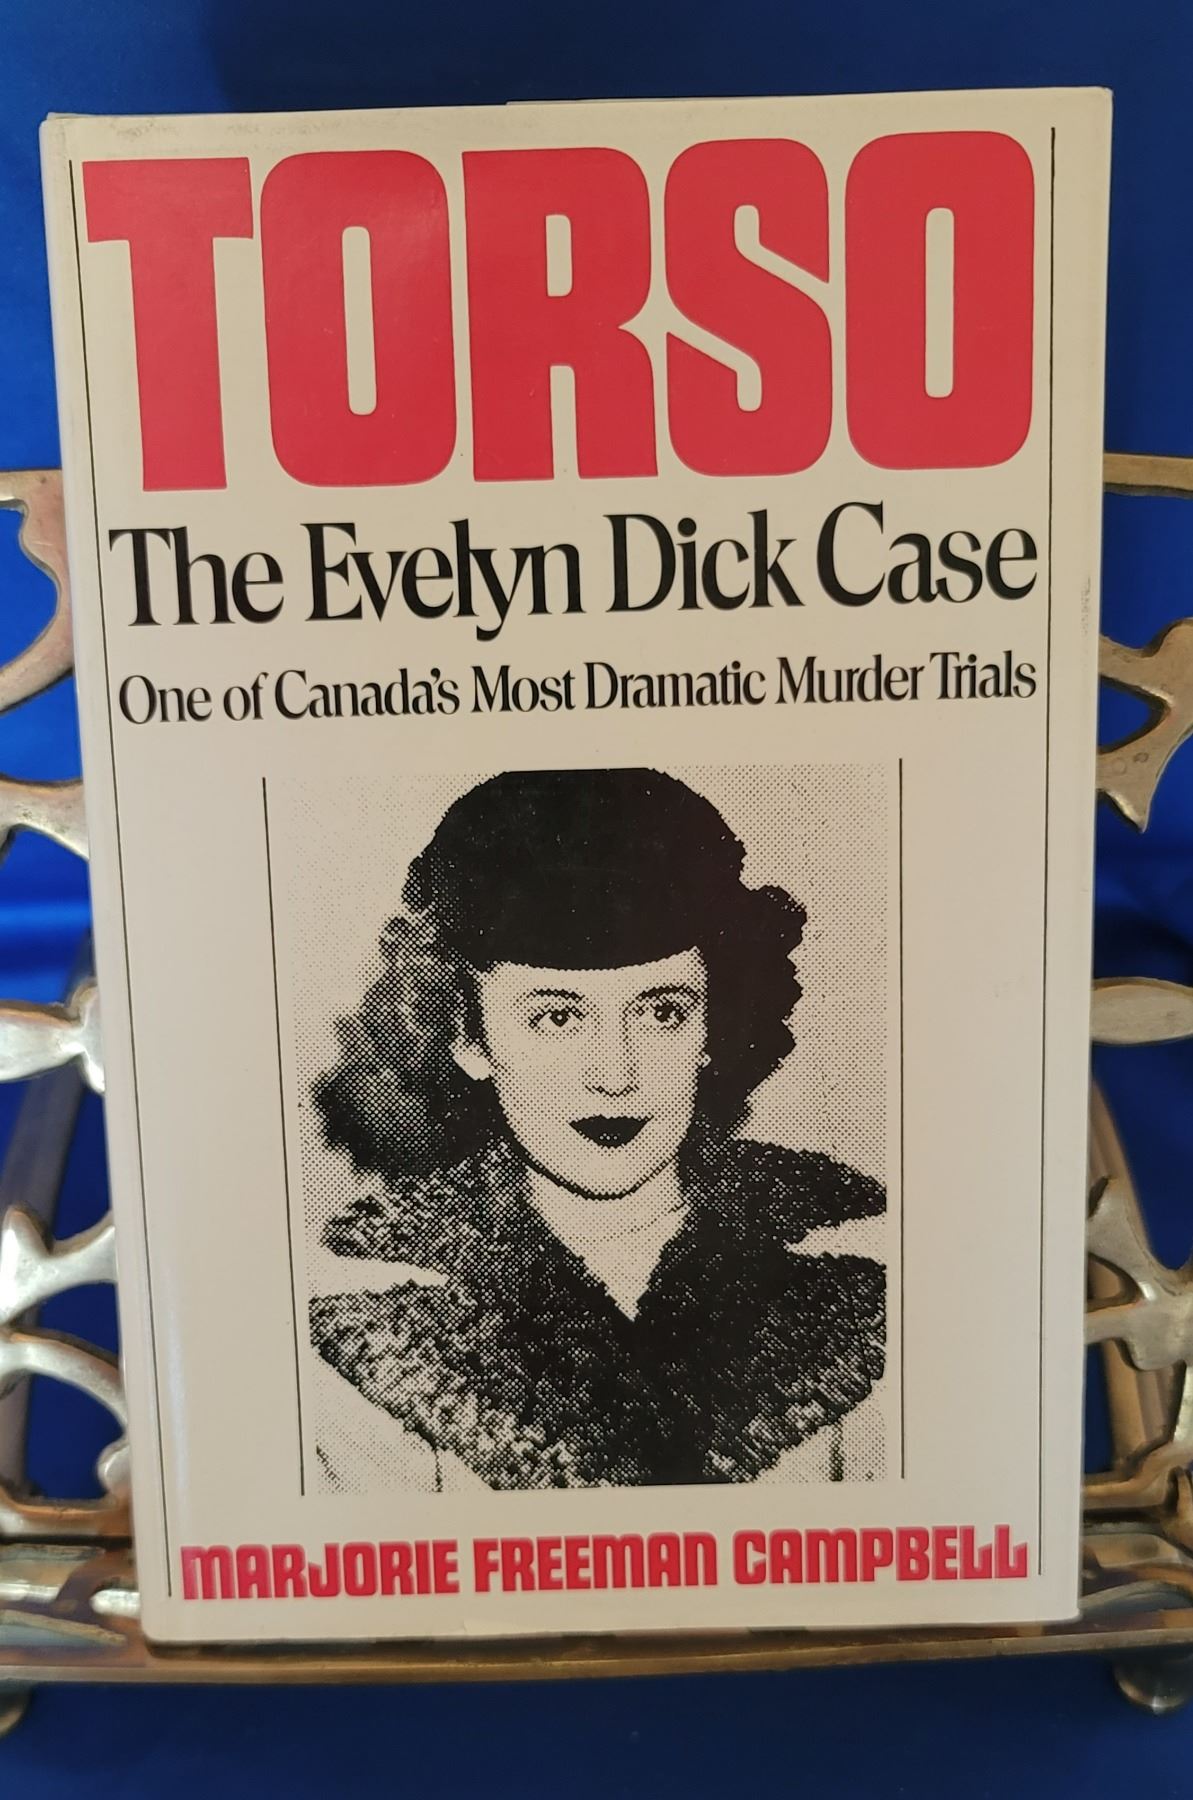 TORSO
The Evelyn Dick Case
One of Canada's Most Dramatic Murder Trials
MARJORIE FREEMAN CAMPBELL